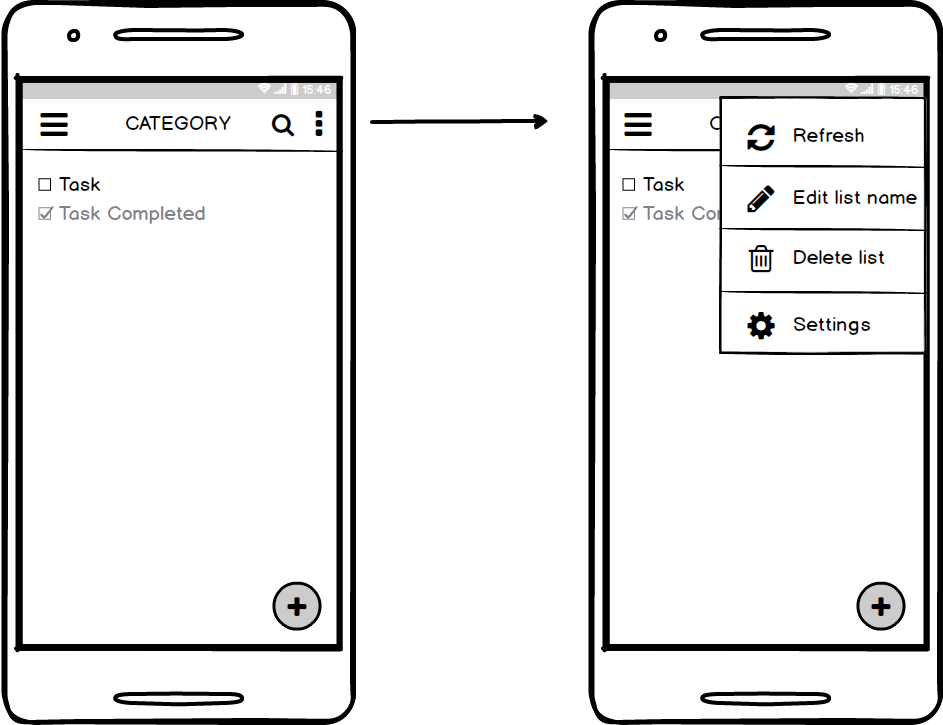 15:46
CATEGORY
Task
Task Completed
15:46
C
Task
Task Co
Refresh
Edit list name
Delete list
Settings